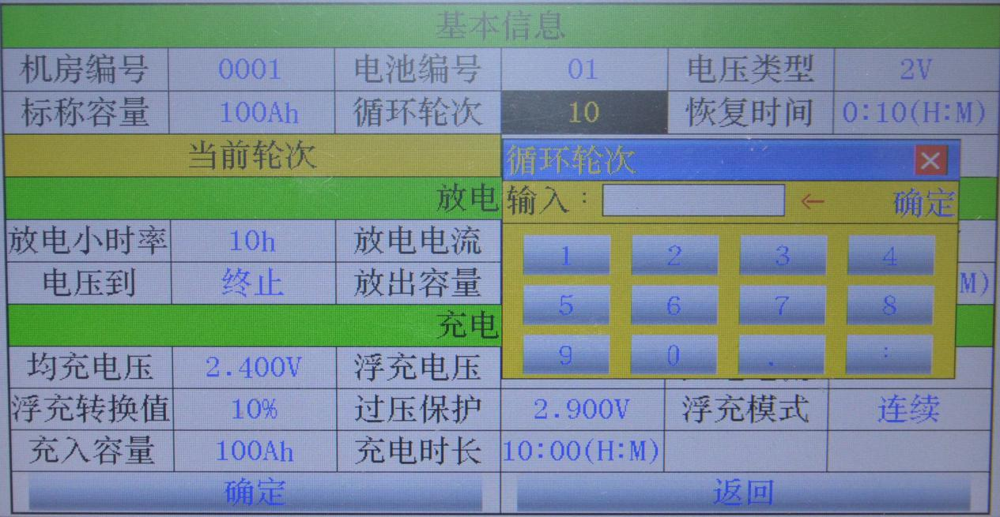 基本信息
机房编号 0001 电池编号 01 电压类型 2V
标称容量 100Ah 循环轮次 10 恢复时间 0:10(H:M)
当前轮次
循环轮次
放电
输入: ← 确定
放电小时率 10h 放电电流
1 2 3 4
电压到 终止 放出容量 M)
5 6 7 8
充电
9 0 . :
均充电压 2.400V 浮充电压
浮充转换值 10% 过压保护 2.900V 浮充模式 连续
充入容量 100Ah 充电时长 10:00(H:M)
确定 返回